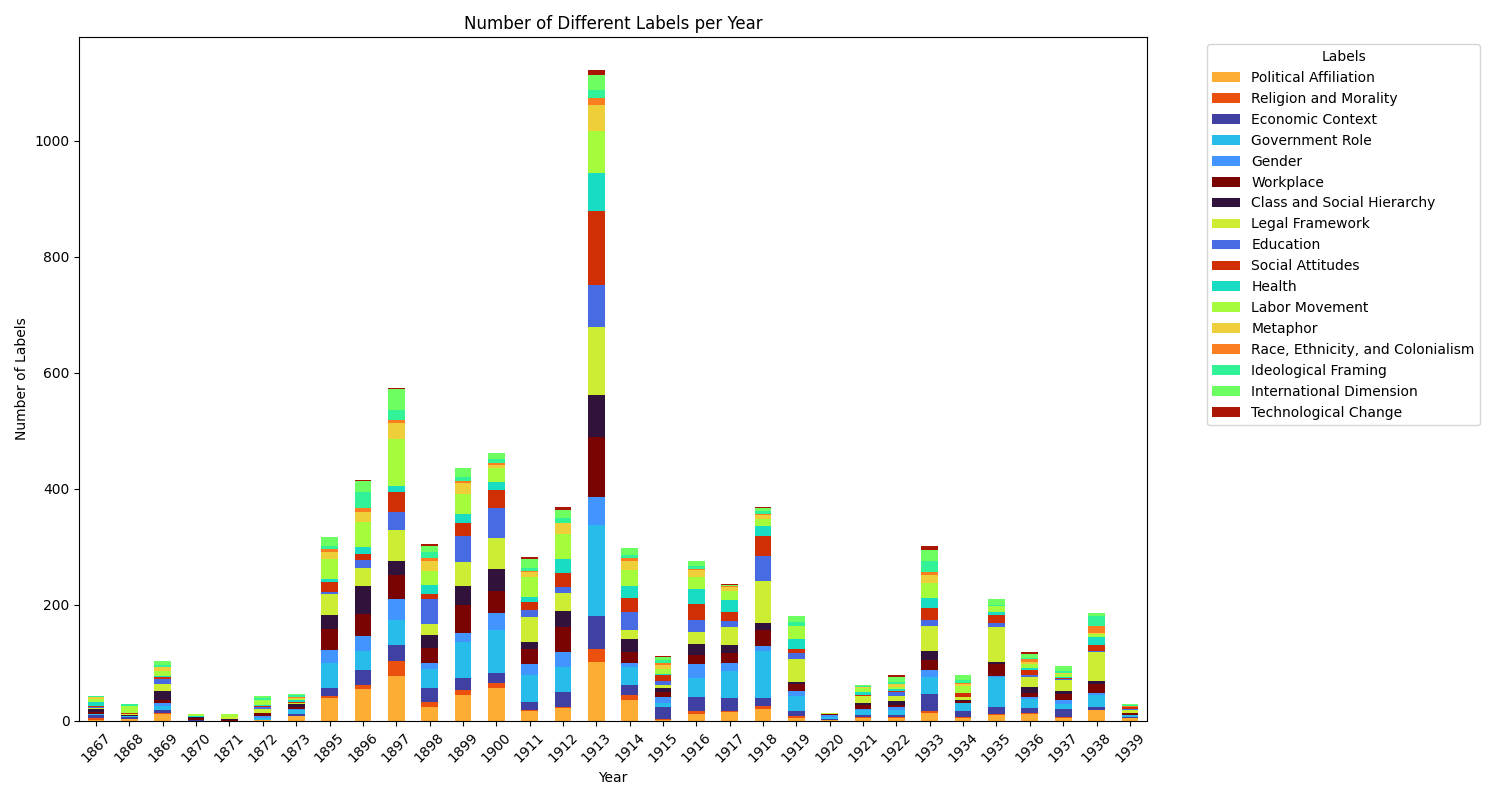 Number of Different Labels per Year
Number of Labels
1000
800
600
400
200
0
1867 1868 1869 1870 1871 1872 1873 1895 1896 1897 1898 1899 1900 1911 1912 1913 1914 1915 1916 1917 1918 1919 1920 1921 1922 1933 1934 1935 1936 1937 1938 1939
Year
Labels
Political Affiliation
Religion and Morality
Economic Context
Government Role
Gender
Workplace
Class and Social Hierarchy
Legal Framework
Education
Social Attitudes
Health
Labor Movement
Metaphor
Race, Ethnicity, and Colonialism
Ideological Framing
International Dimension
Technological Change